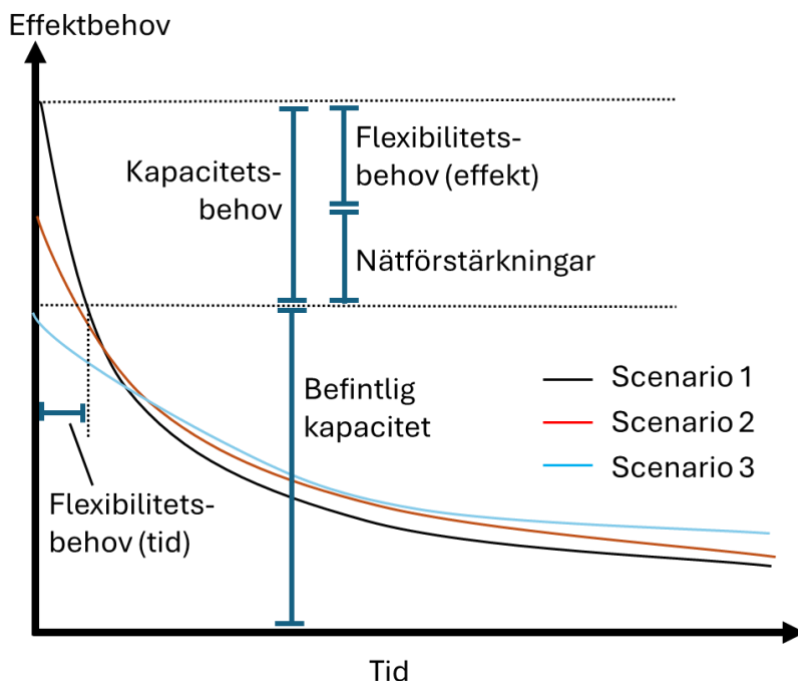 Effektbehov
Flexibilitets-
behov (effekt)
Kapacitets-
behov
Nätförstärkningar
Befintlig
kapacitet
Scenario 1
Scenario 2
Scenario 3
Flexibilitets-
behov (tid)
Tid